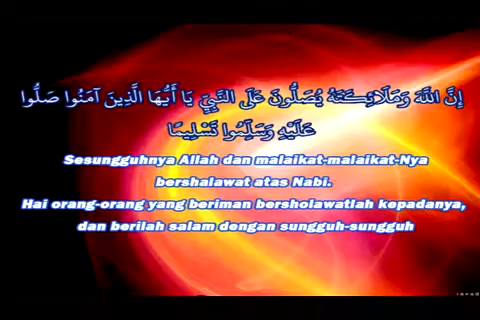 إِنَّ اللَّهَ وَمَلَائِكَتَهُ يُصَلُّونَ عَلَى النَّبِيِّ يَا أَيُّهَا الَّذِينَ آمَنُوا صَلُّوا
عَلَيْهِ وَسَلِّمُوا تَسْلِيمًا
Sesungguhnya Allah dan malaikat-malaikat-Nya
bershalawat atas Nabi.
Hai orang-orang yang beriman bersholawatlah kepadanya,
dan berilah salam dengan sungguh-sungguh